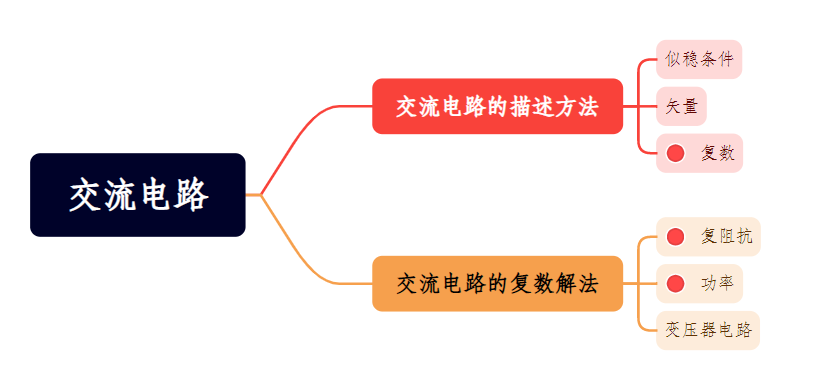 交流电路
交流电路的描述方法
似稳条件
矢量
复数
交流电路的复数解法
复阻抗
功率
变压器电路